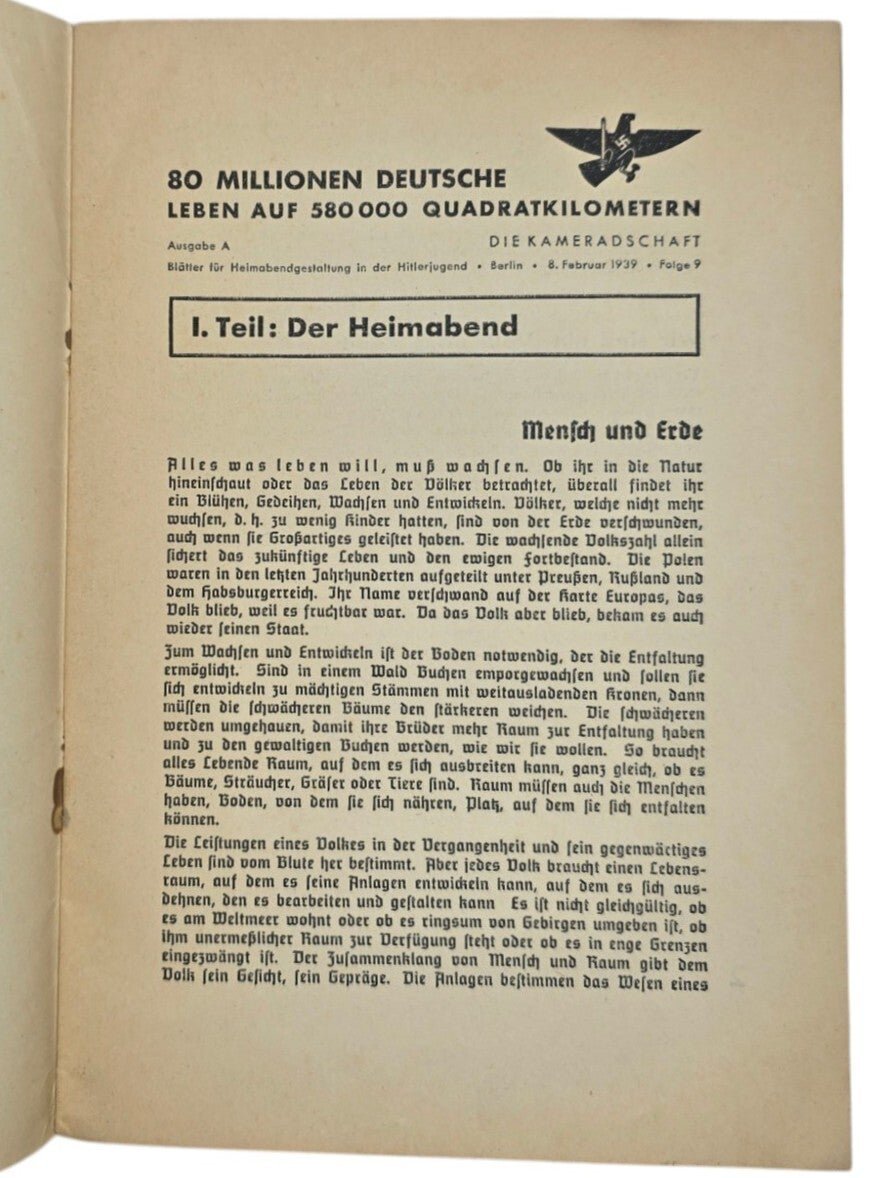 80 MILLIONEN DEUTSCHE
LEBEN AUF 580000 QUADRATKILOMETERN
Ausgabe A
DIE KAMERADSCHAFT
Blätter für Heimabendgestaltung in der Hitlerjugend • Berlin • 8. Februar 1939 • Folge 9
I. Teil: Der Heimabend
Mensch und Erde
Alles was leben will, muß wachsen. Ob ihr in die Natur
hineinschaut oder das Leben der Völker betrachtet, überall findet ihr
ein Blühen, Gedeihen, Wachsen und Entwickeln. Völker, welche nicht mehr
wuchsen, d. h. zu wenig Kinder hatten, sind von der Erde verschwunden,
auch wenn sie Großartiges geleistet haben. Die wachsende Volkszahl allein
sichert das zukünftige Leben und den ewigen Fortbestand. Die Polen
waren in den letzten Jahrhunderten aufgeteilt unter Preußen, Rußland und
dem Habsburgerreich. Ihr Name verschwand auf der Karte Europas, das
Volk blieb, weil es fruchtbar war. Da das Volk aber blieb, bekam es auch
wieder seinen Staat.
Zum Wachsen und Entwickeln ist der Boden notwendig, der die Entfaltung
ermöglicht. Sind in einem Wald Buchen emporgewachsen und sollen sie
sich entwickeln zu mächtigen Stämmen mit weitausladenden Kronen, dann
müssen die schwächeren Bäume den stärkeren weichen. Die schwächeren
werden umgehauen, damit ihre Brüder mehr Raum zur Entfaltung haben
und zu den gewaltigen Buchen werden, wie wir sie wollen. So braucht
alles Lebende Raum, auf dem es sich ausbreiten kann, ganz gleich, ob es
Bäume, Sträucher, Gräser oder Tiere sind. Raum müssen auch die Menschen
haben, Boden, von dem sie sich nähren, Platz, auf dem sie sich entfalten
können.
Die Leistungen eines Volkes in der Vergangenheit und sein gegenwärtiges
Leben sind vom Blute her bestimmt. Aber jedes Volk braucht einen Lebens-
raum, auf dem es seine Anlagen entwickeln kann, auf dem es sich aus-
dehnen, den es bearbeiten und gestalten kann Es ist nicht gleichgültig, ob
es am Weltmeer wohnt oder ob es ringsum von Gebirgen umgeben ist, ob
ihm unermeßlicher Raum zur Verfügung steht oder ob es in enge Grenzen
eingezwängt ist. Der Zusammenklang von Mensch und Raum gibt dem
Volk sein Gesicht, sein Gepräge. Die Anlagen bestimmen das Wesen eines